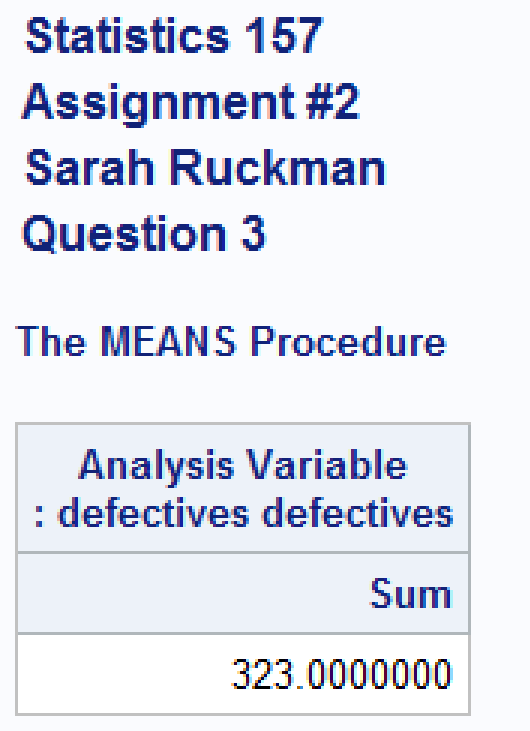 Statistics 157
Assignment #2
Sarah Ruckman
Question 3
The MEANS Procedure
Analysis Variable
: defectives defectives
Sum
323.0000000